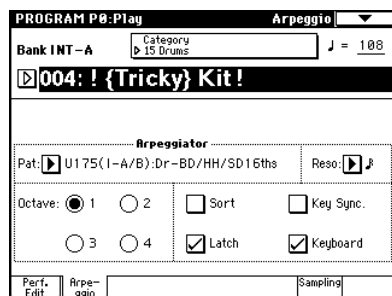 PROGRAM P0:Play Arpeggio
Bank INT-A Category ▶15 Drums ♩= 108
004: ! {Tricky} Kit !
Arpeggiator
Pat: U175(I-A/B):Dr-BD/HH/SD16ths Reso: ♪
Octave: 1 2 Sort Key Sync.
3 4 Latch Keyboard
Perf. Edit Arpe-ggio Sampling